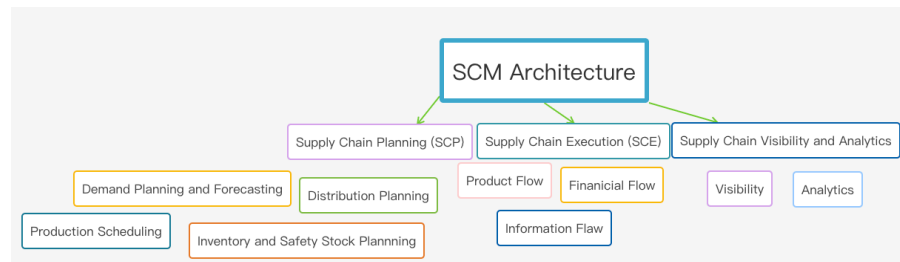 SCM Architecture
Supply Chain Planning (SCP)
Supply Chain Execution (SCE)
Supply Chain Visibility and Analytics
Demand Planning and Forecasting
Distribution Planning
Product Flow
Finanicial Flow
Visibility
Analytics
Production Scheduling
Inventory and Safety Stock Plannning
Information Flaw